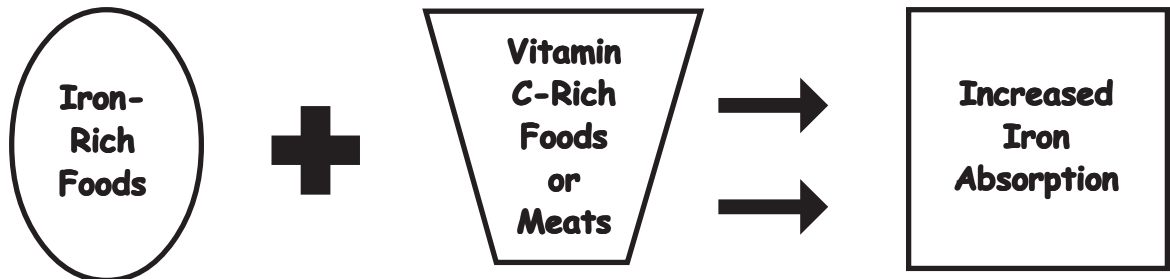 Iron-
Rich
Foods
Vitamin
C-Rich
Foods
or
Meats
Increased
Iron
Absorption